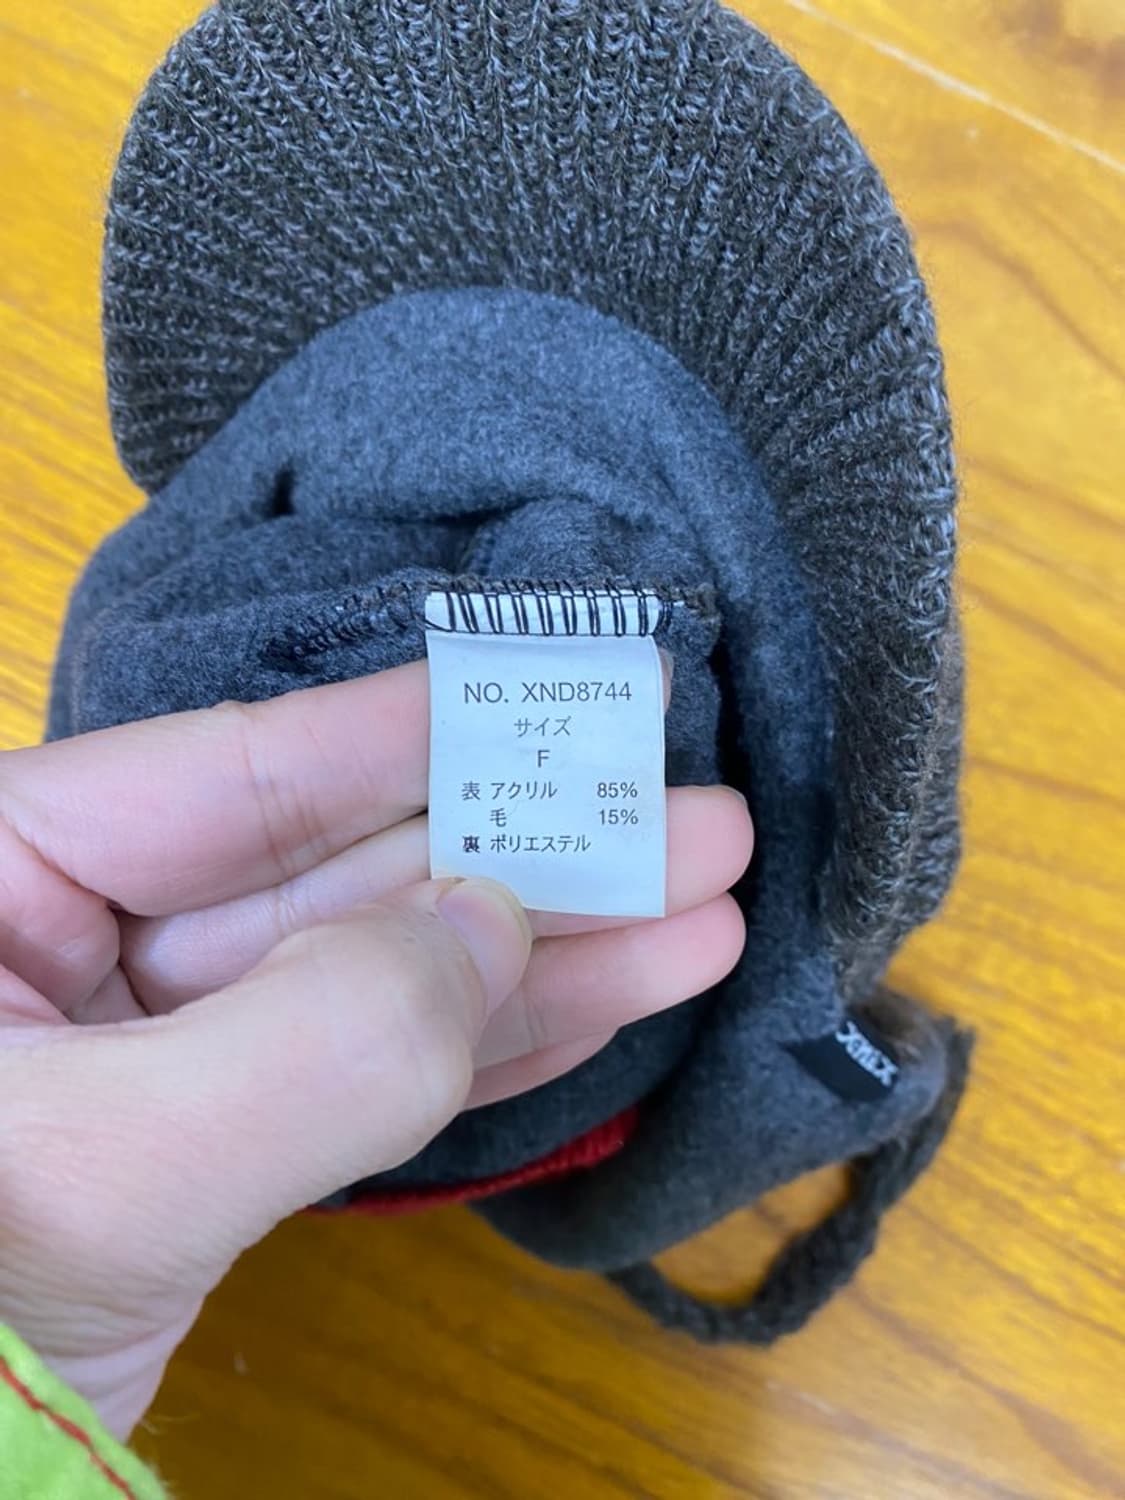 NO. XND8744
サイズ
F
表 アクリル 85%
毛 15%
裏 ポリエステル